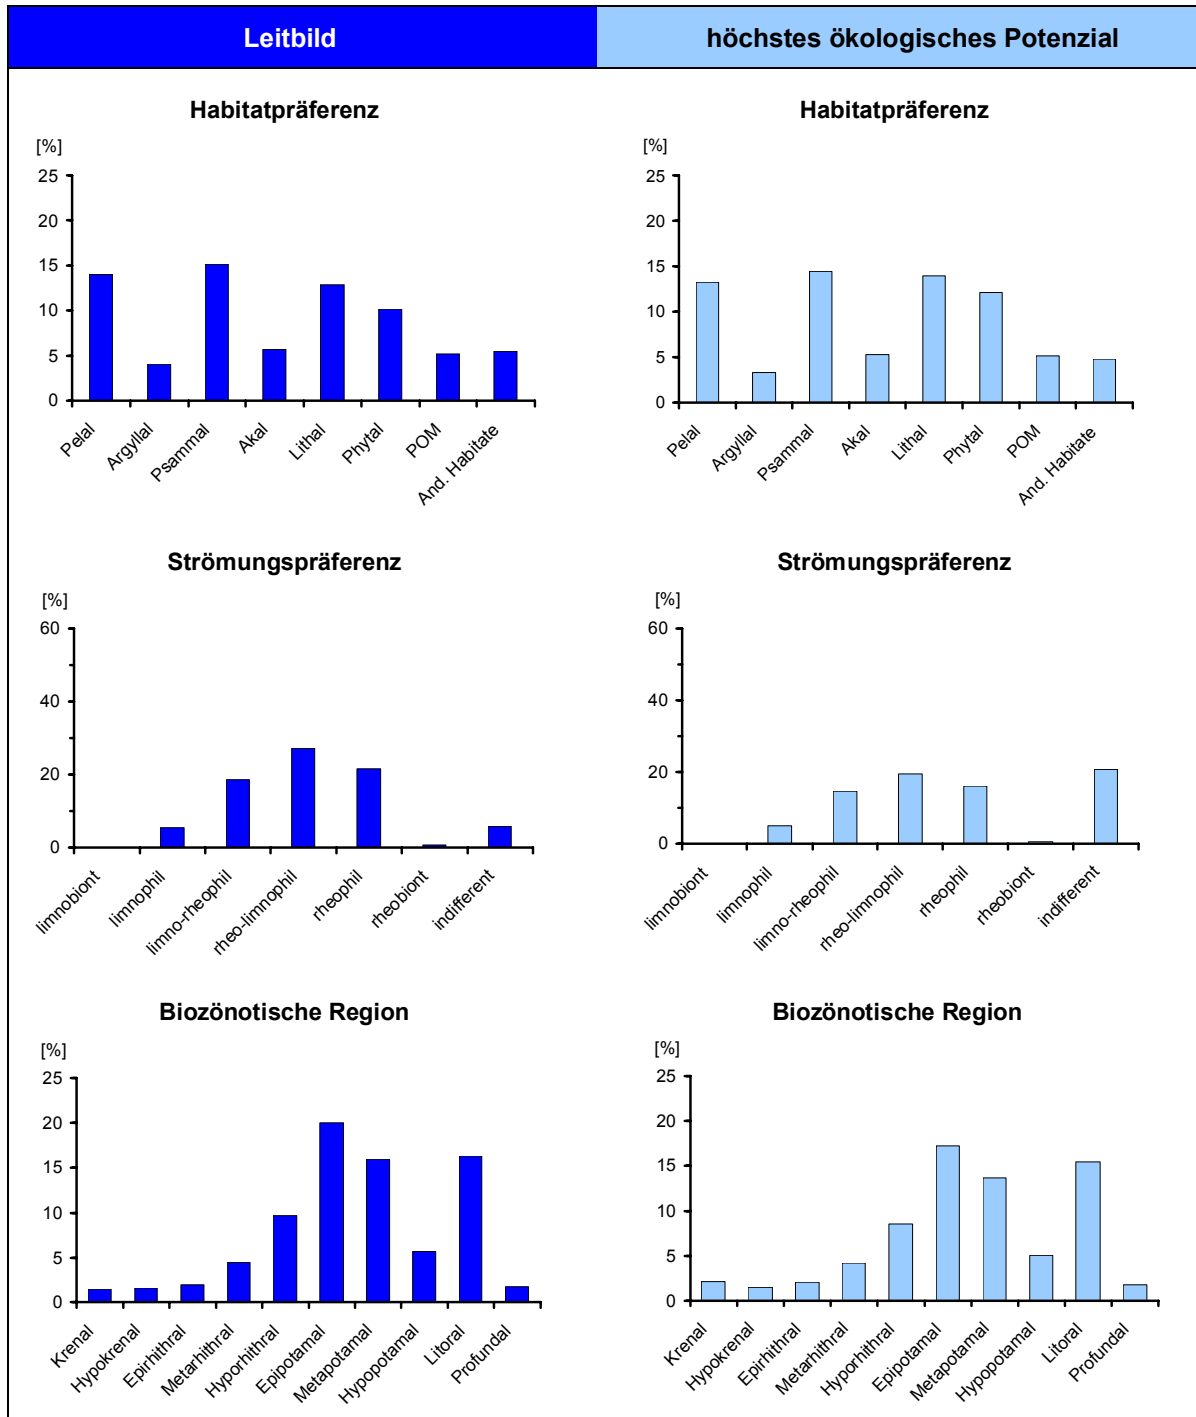 Leitbild
höchstes ökologisches Potenzial
Habitatpräferenz
[%]
25
20
15
10
5
0
Pelal
Argyllal
Psammal
Akal
Lithal
Phytal
POM
And. Habitate
Habitatpräferenz
[%]
25
20
15
10
5
0
Pelal
Argyllal
Psammal
Akal
Lithal
Phytal
POM
And. Habitate
Strömungspräferenz
[%]
60
40
20
0
limnobiont
limnophil
limno-rheophil
rheo-limnophil
rheophil
rheobiont
indifferent
Strömungspräferenz
[%]
60
40
20
0
limnobiont
limnophil
limno-rheophil
rheo-limnophil
rheophil
rheobiont
indifferent
Biozönotische Region
[%]
25
20
15
10
5
0
Krenal
Hypokrenal
Epirhithral
Metarhithral
Hyporhithral
Epipotamal
Metapotamal
Hypopotamal
Litoral
Profundal
Biozönotische Region
[%]
25
20
15
10
5
0
Krenal
Hypokrenal
Epirhithral
Metarhithral
Hyporhithral
Epipotamal
Metapotamal
Hypopotamal
Litoral
Profundal